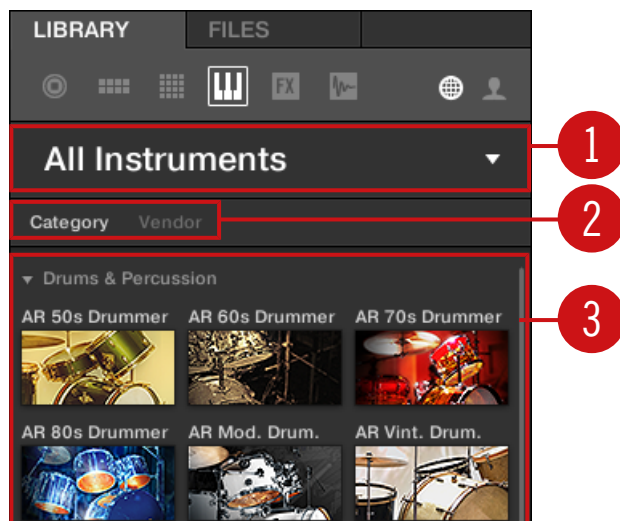 LIBRARY FILES
FX
All Instruments
1
Category Vendor
2
Drums & Percussion
AR 50s Drummer AR 60s Drummer AR 70s Drummer
3
AR 80s Drummer AR Mod. Drum. AR Vint. Drum.